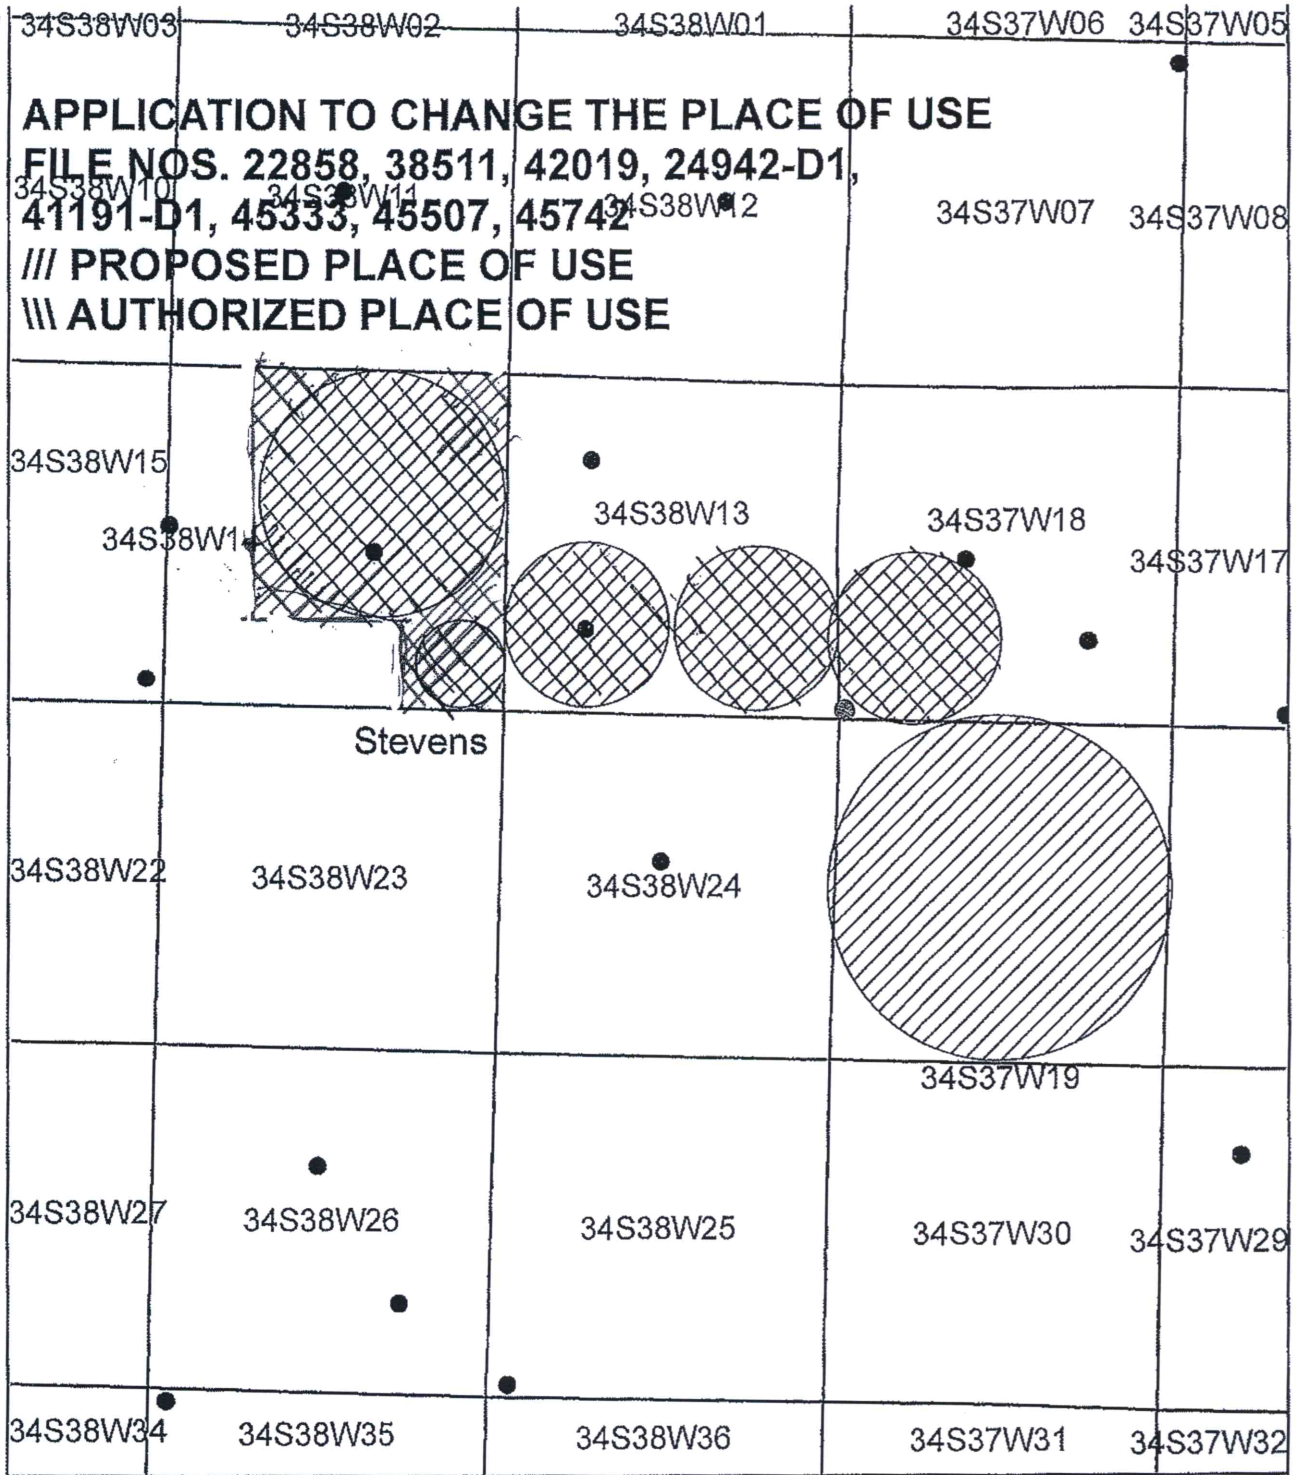 34S38W03 34S38W02 34S38W01 34S37W06 34S37W05
APPLICATION TO CHANGE THE PLACE OF USE
FILE NOS. 22858, 38511, 42019, 24942-D1,
34S38W10 34S38W11 34S38W12 34S37W07 34S37W08
41191-D1, 45333, 45507, 45742
/// PROPOSED PLACE OF USE
\\\ AUTHORIZED PLACE OF USE
34S38W15
34S38W13 34S37W18
34S37W17
Stevens
34S38W22 34S38W23 34S38W24
34S37W19
34S38W27 34S38W26 34S38W25 34S37W30 34S37W29
34S38W34 34S38W35 34S38W36 34S37W31 34S37W32